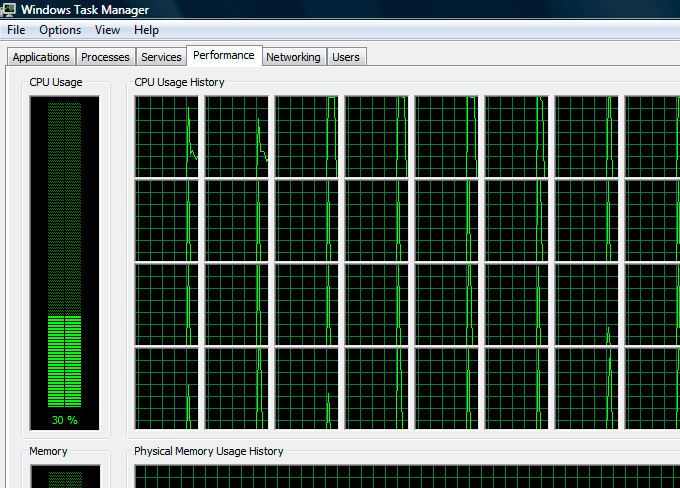 Windows Task Manager
File Options View Help
Applications Processes Services Performance Networking Users
CPU Usage CPU Usage History
30 %
Memory Physical Memory Usage History